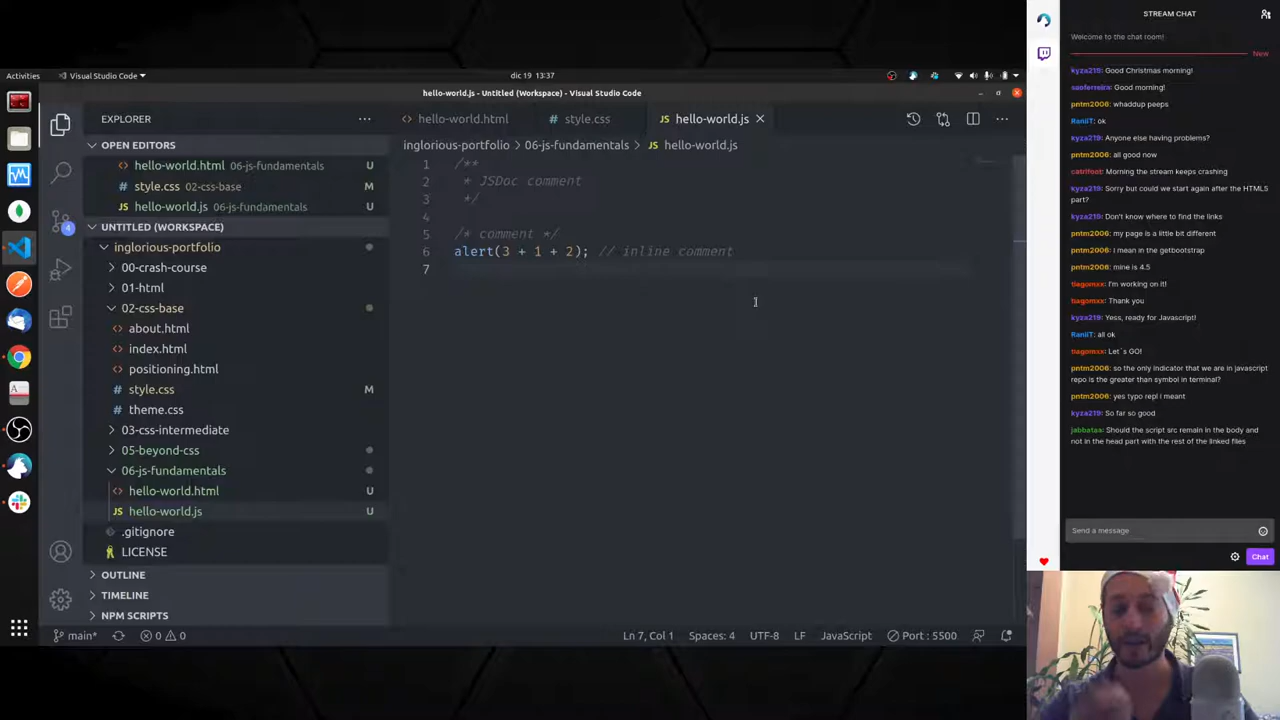 STREAM CHAT
Welcome to the chat room!
New
kyza219: Good Christmas morning!
saoferreira: Good morning!
pntm2006: whaddup peeps
RaniiT: ok
kyza219: Anyone else having problems?
pntm2006: all good now
catrifoot: Morning the stream keeps crashing
kyza219: Sorry but could we start again after the HTML5
part?
kyza219: Don't know where to find the links
pntm2006: my page is a little bit different
pntm2006: i mean in the getbootstrap
pntm2006: mine is 4.5
tiagomxx: I'm working on it!
tiagomxx: Thank you
kyza219: Yess, ready for Javascript!
RaniiT: all ok
tiagomxx: Let`s GO!
pntm2006: so the only indicator that we are in javascript
repo is the greater than symbol in terminal?
pntm2006: yes typo repl i meant
kyza219: So far so good
jabbataa: Should the script src remain in the body and
not in the head part with the rest of the linked files
Send a message
Chat
Activities
Visual Studio Code
dic 19 13:37
hello-world.js - Untitled (Workspace) - Visual Studio Code
EXPLORER
hello-world.html
style.css
JS hello-world.js
OPEN EDITORS
hello-world.html 06-js-fundamentals U
style.css 02-css-base M
JS hello-world.js 06-js-fundamentals U
UNTITLED (WORKSPACE)
inglorious-portfolio
00-crash-course
01-html
02-css-base
about.html
index.html
positioning.html
style.css M
theme.css
03-css-intermediate
05-beyond-css
06-js-fundamentals
hello-world.html U
JS hello-world.js U
.gitignore
LICENSE
OUTLINE
TIMELINE
NPM SCRIPTS
4
ous-portfolio > 06-js-fundamentals > JS hello-world.js
1 /**
2 * JSDoc comment
3 */
4
5 /* comment */
6 alert(3 + 1 + 2); // inline comment
7
main*
0 0
Ln 7, Col 1
Spaces: 4
UTF-8
LF
JavaScript
Port : 5500